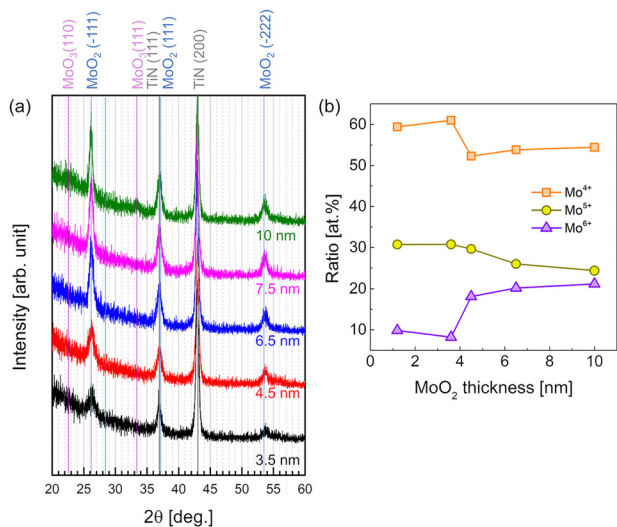 MoO3(110)
MoO2 (-111)
MoO3(111)
TiN (111)
MoO2 (111)
TiN (200)
MoO2 (-222)
(a)
Intensity [arb. unit]
10 nm
7.5 nm
6.5nm
4.5 nm
3.5 nm
20 25 30 35 40 45 50 55 60
2θ [deg.]
(b)
Ratio [at.%]
60
50
40
30
20
10
Mo4+
Mo5+
Mo6+
0 2 4 6 8 10
MoO2 thickness [nm]